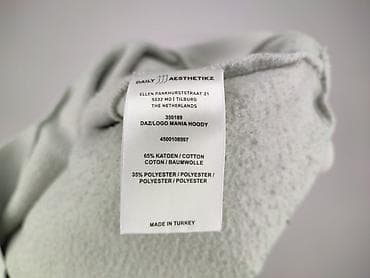 DAILY AESTHETIKZ
ELLEN PANKHURSTSTRAAT 21
5032 MD | TILBURG
THE NETHERLANDS
330189
DAZ/LOGO MANIA HOODY
4500108597
65% KATOEN / COTTON
COTON / BAUMWOLLE
35% POLYESTER / POLYESTER /
POLYESTER / POLYESTER
MADE IN TURKEY